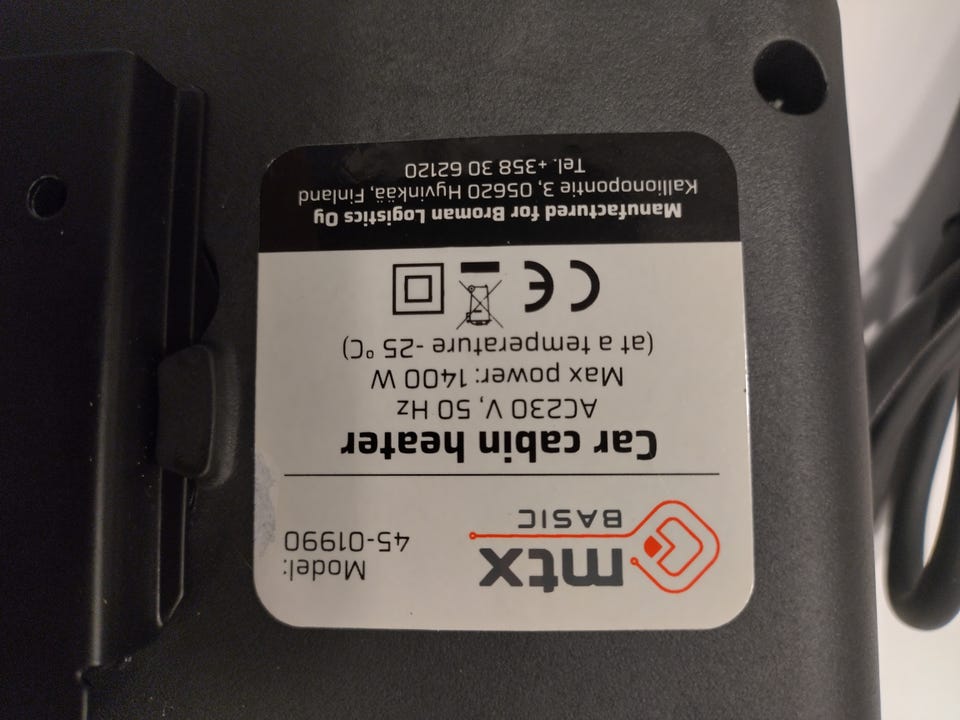 mtx
BASIC
Model:
45-01990
Car cabin heater
AC230 V, 50 Hz
Max power: 1400 W
(at a temperature -25 °C)
CE
Manufactured for Broman Logistics Oy
Kallionopontie 3, 05620 Hyvinkää, Finland
Tel. +358 30 62120